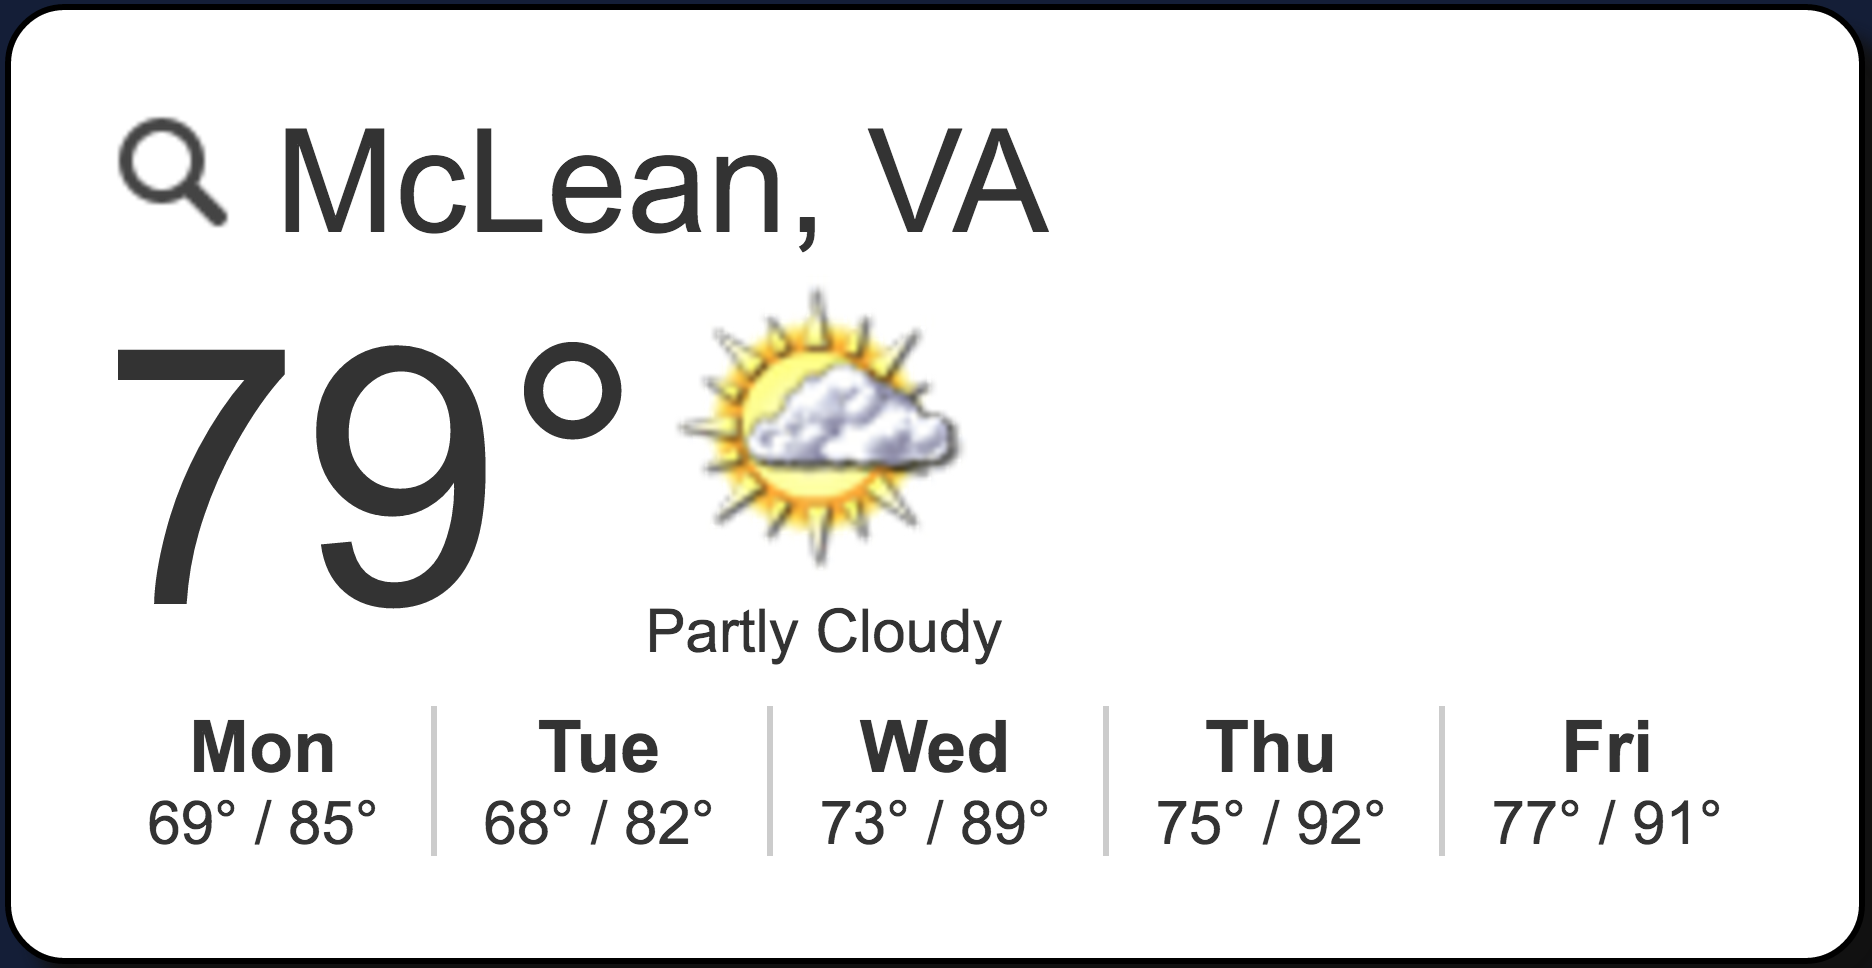 McLean, VA
79°
Partly Cloudy
Mon Tue Wed Thu Fri
69° / 85° 68° / 82° 73° / 89° 75° / 92° 77° / 91°